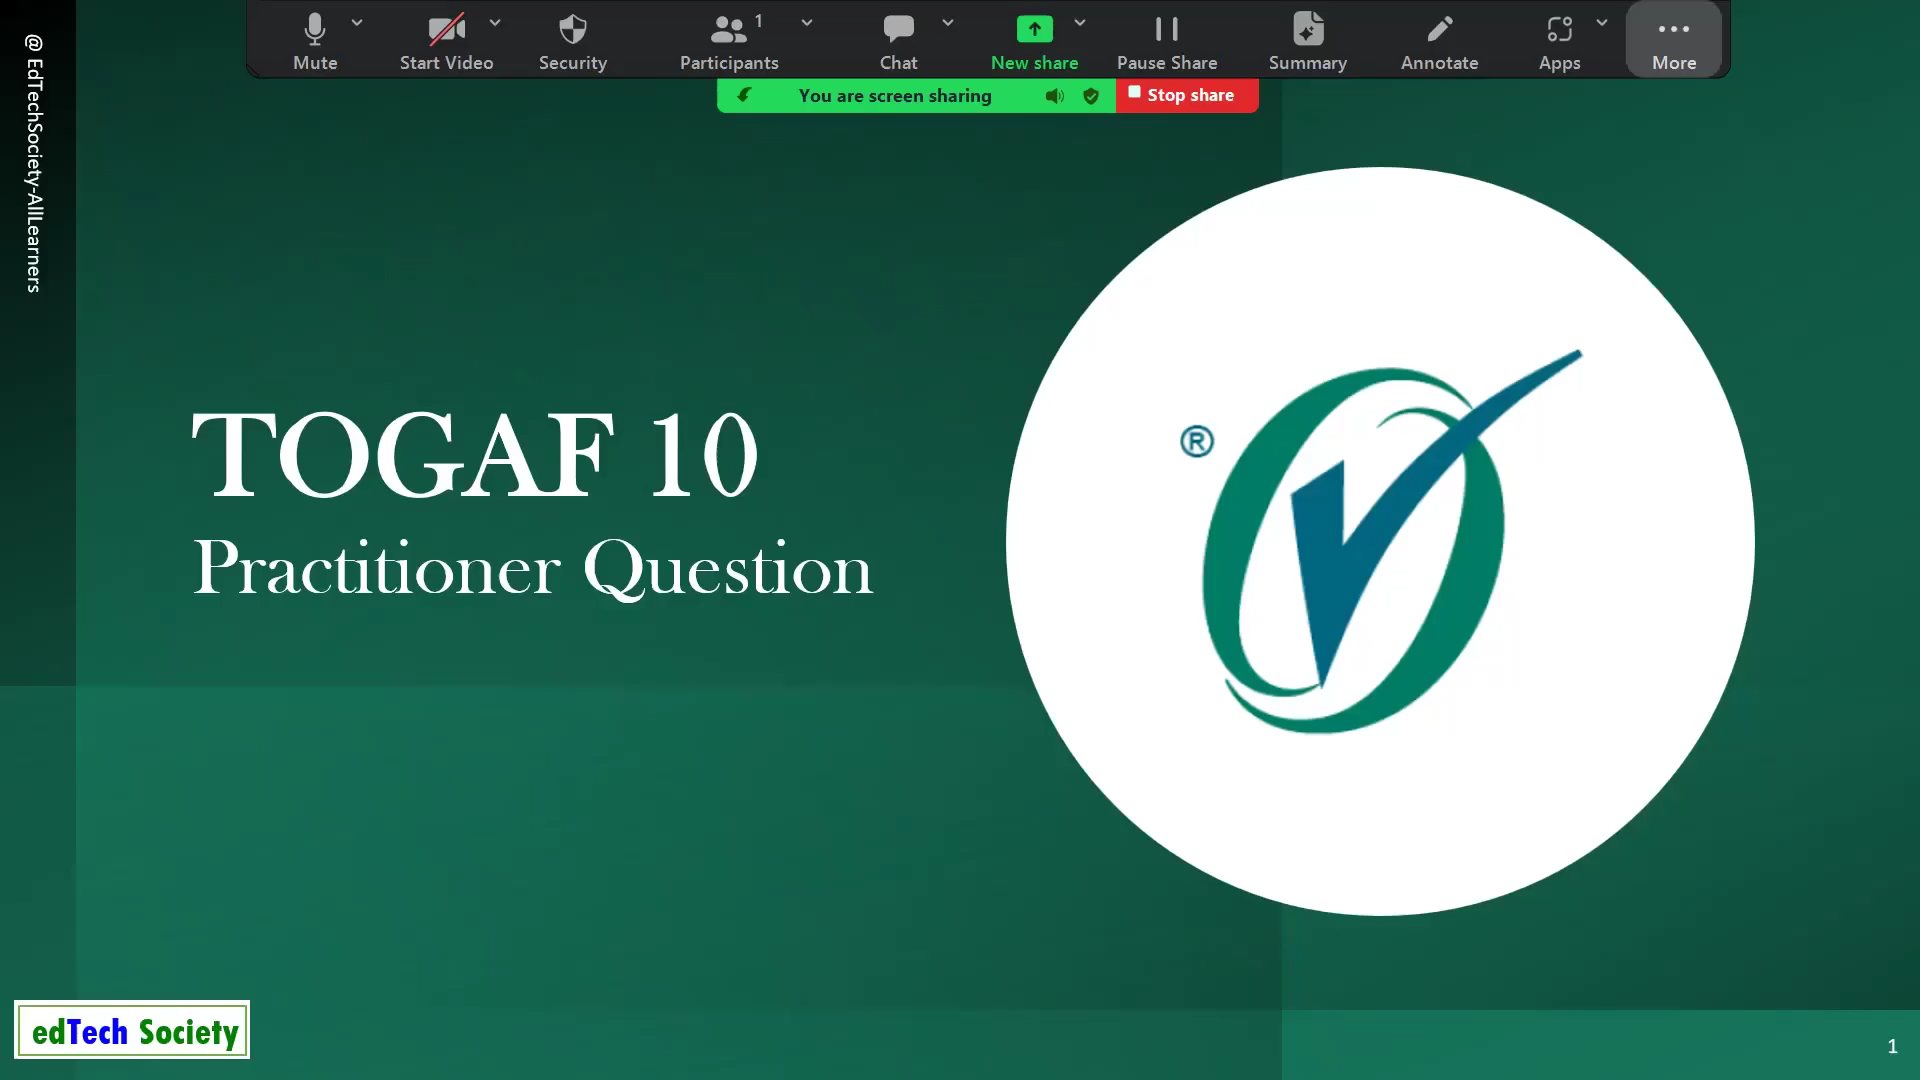 Mute
Start Video
Security
Participants
1
Chat
New share
Pause Share
Summary
Annotate
Apps
More
You are screen sharing
Stop share
@ EdTechSociety-AllLearners
TOGAF 10
Practitioner Question
®
edTech Society
1